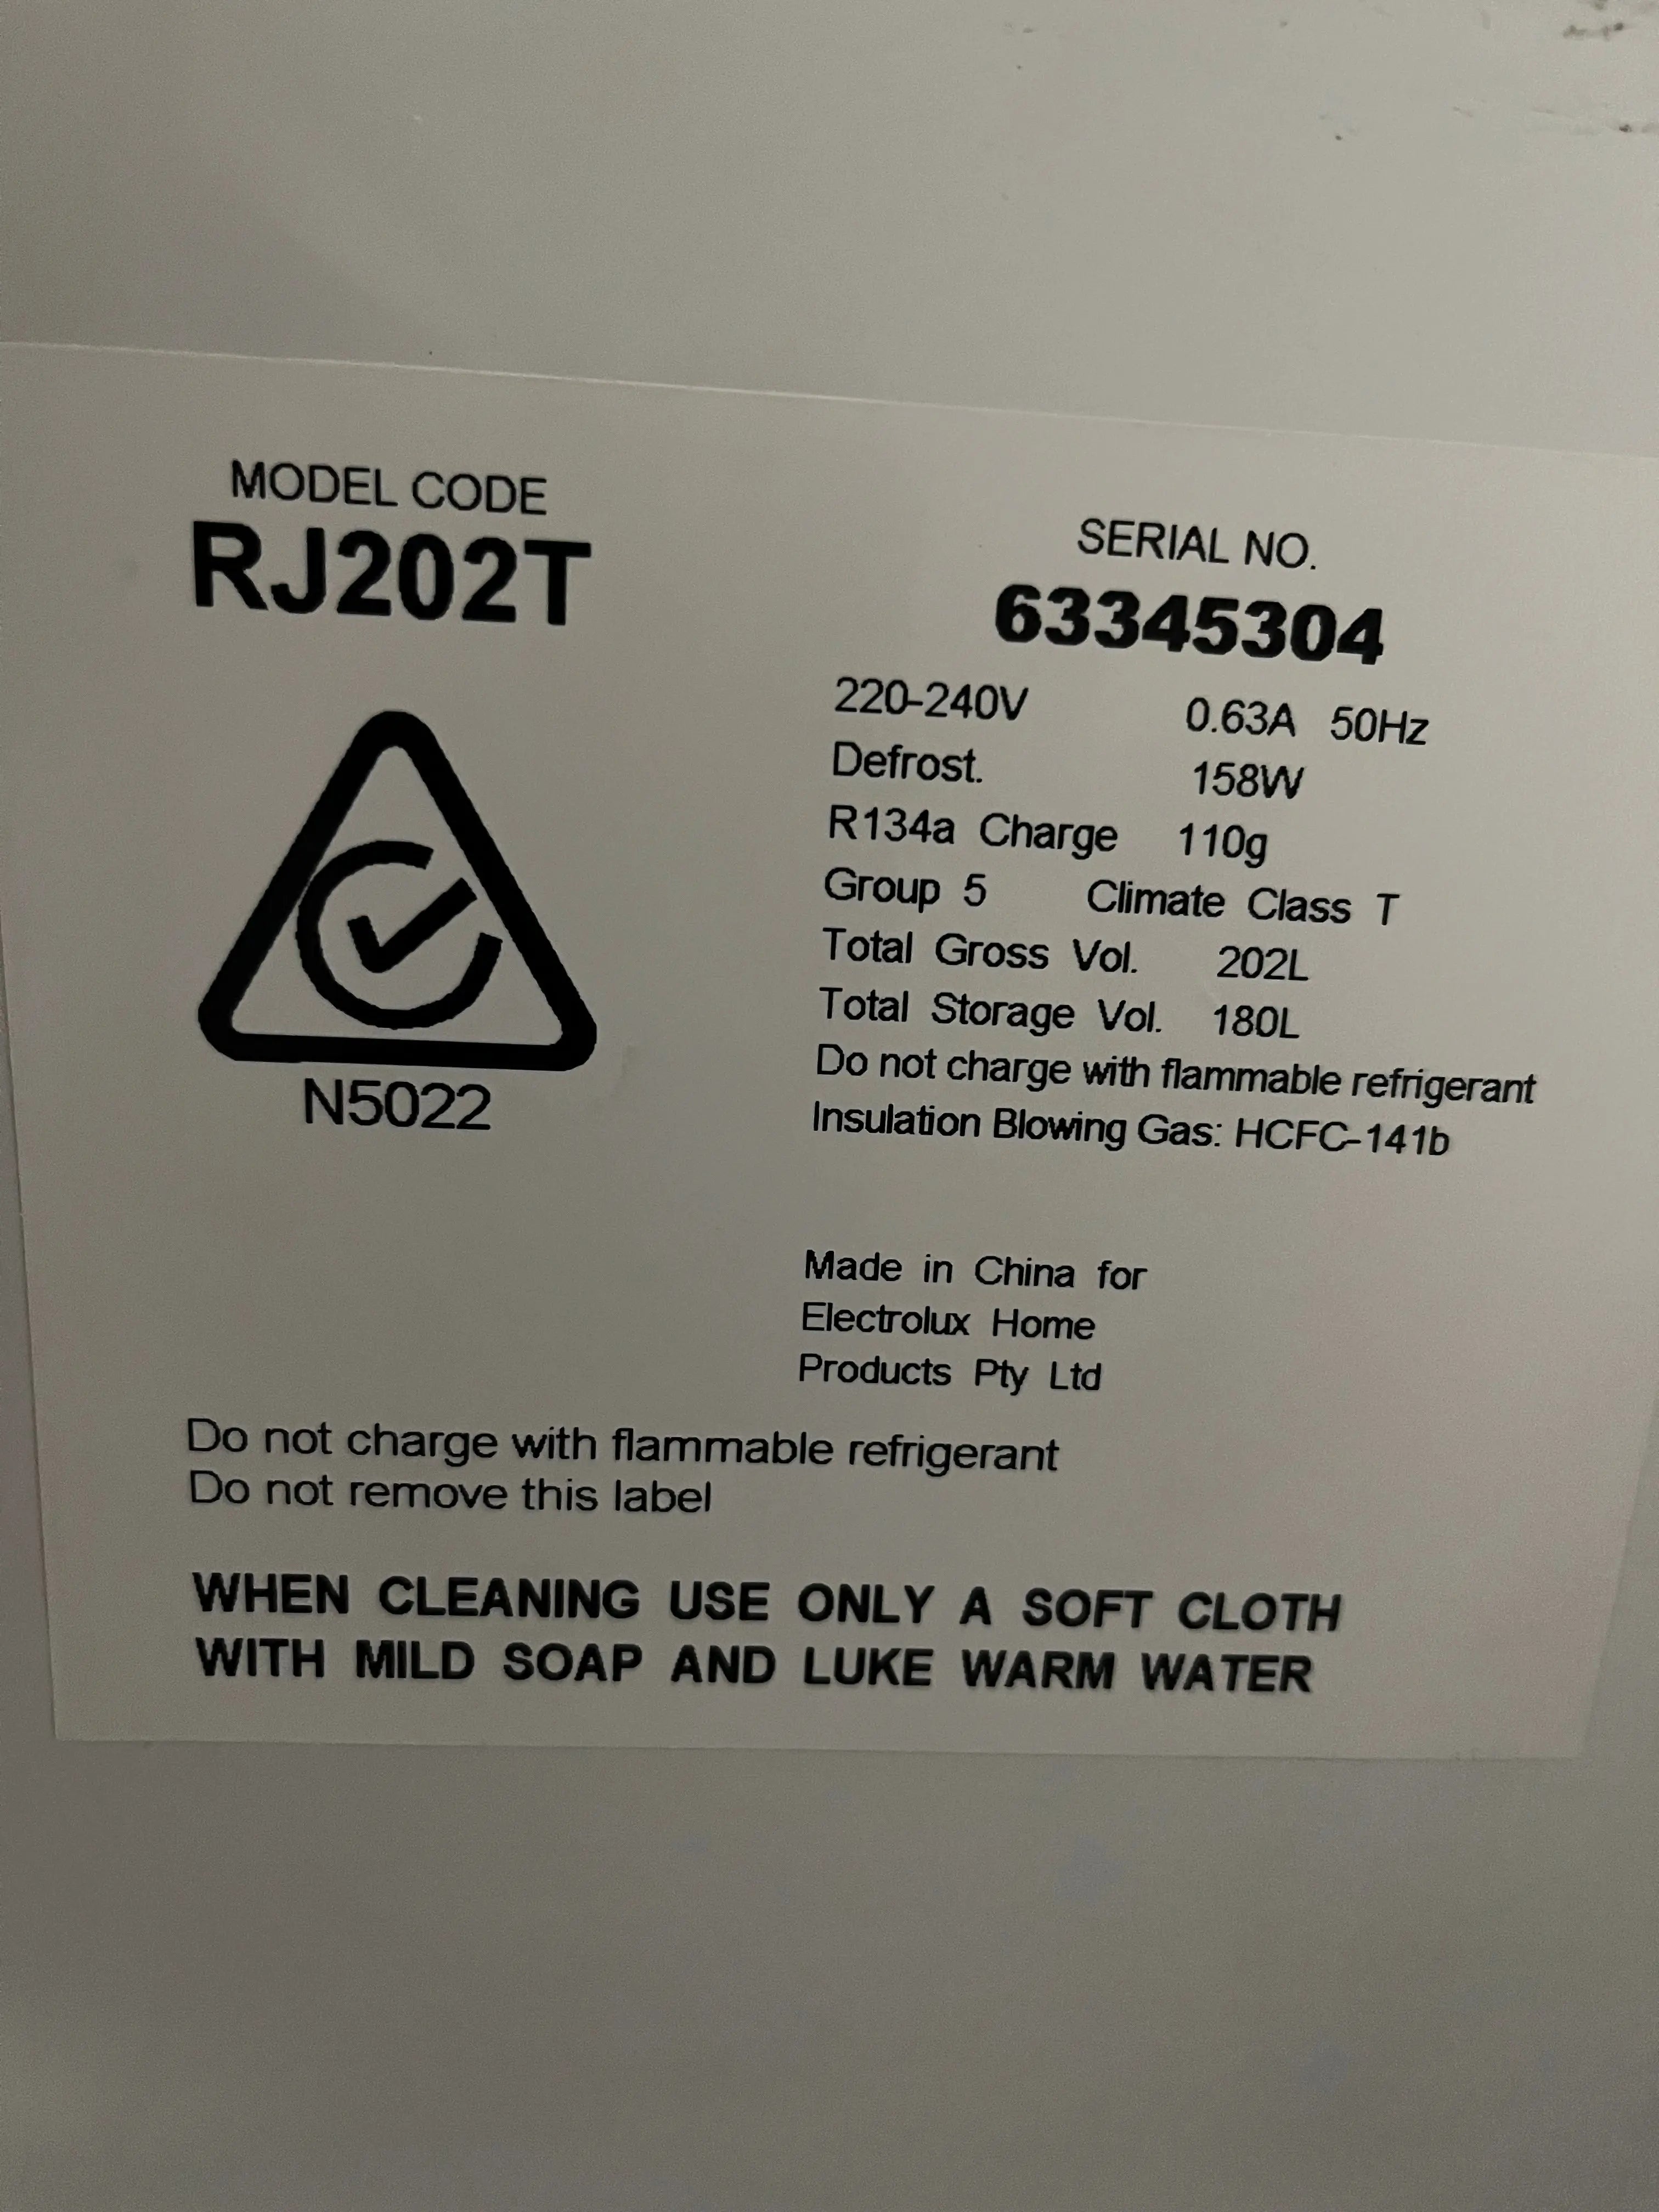 MODEL CODE
RJ202T
N5022
SERIAL NO.
63345304
220-240V 0.63A 50Hz
Defrost. 158W
R134a Charge 110g
Group 5 Climate Class T
Total Gross Vol. 202L
Total Storage Vol. 180L
Do not charge with flammable refrigerant
Insulation Blowing Gas: HCFC-141b
Made in China for
Electrolux Home
Products Pty Ltd
Do not charge with flammable refrigerant
Do not remove this label
WHEN CLEANING USE ONLY A SOFT CLOTH
WITH MILD SOAP AND LUKE WARM WATER